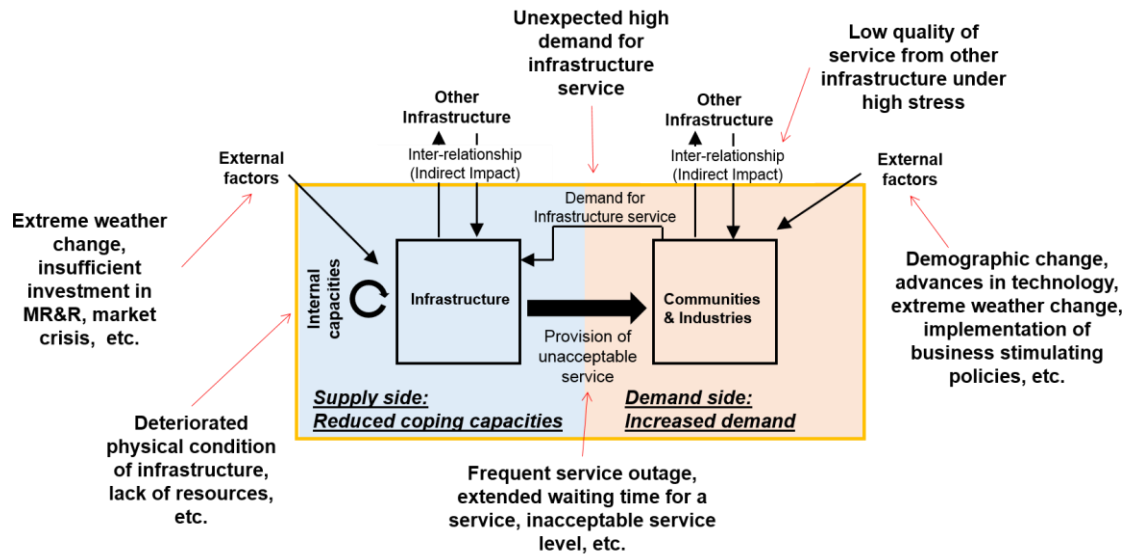 Unexpected high
demand for
infrastructure
service
Low quality of
service from other
infrastructure under
high stress
Other
Infrastructure
Inter-relationship
(Indirect Impact)
Other
Infrastructure
Inter-relationship
(Indirect Impact)
External
factors
External
factors
Extreme weather
change,
insufficient
investment in
MR&R, market
crisis, etc.
Demand for
Infrastructure service
Internal
capacities
Infrastructure
Communities
& Industries
Provision of
unacceptable
service
Demographic change,
advances in technology,
extreme weather change,
implementation of
business stimulating
policies, etc.
Supply side:
Reduced coping capacities
Demand side:
Increased demand
Deteriorated
physical condition
of infrastructure,
lack of resources,
etc.
Frequent service outage,
extended waiting time for a
service, inacceptable service
level, etc.